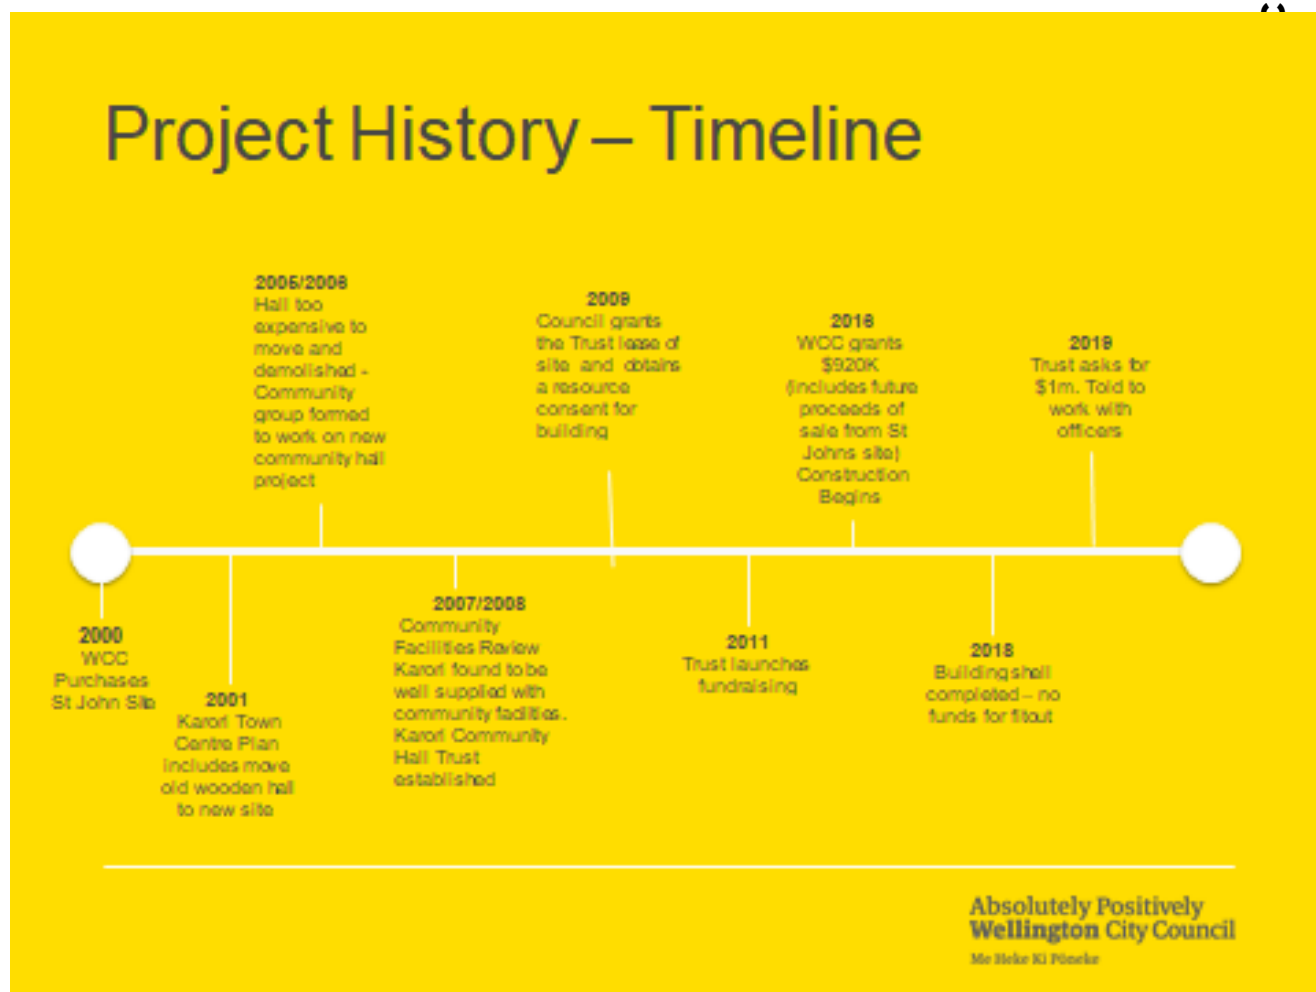 Project History – Timeline
2005/2006
Hall too
expensive to
move and
demolished -
Community
group formed
to work on new
community hall
project
2009
Council grants
the Trust lease of
site and obtains
a resource
consent for
building
2016
WCC grants
$920K
(includes future
proceeds of
sale from St
Johns site)
Construction
Begins
2019
Trust asks for
$1m. Told to
work with
officers
2000
WCC
Purchases
St John Site
2001
Karori Town
Centre Plan
includes move
old wooden hall
to new site
2007/2008
Community
Facilities Review
Karori found to be
well supplied with
community facilities.
Karori Community
Hall Trust
established
2011
Trust launches
fundraising
2018
Building shell
completed – no
funds for fitout
Absolutely Positively
Wellington City Council
Me Heke Ki Pōneke